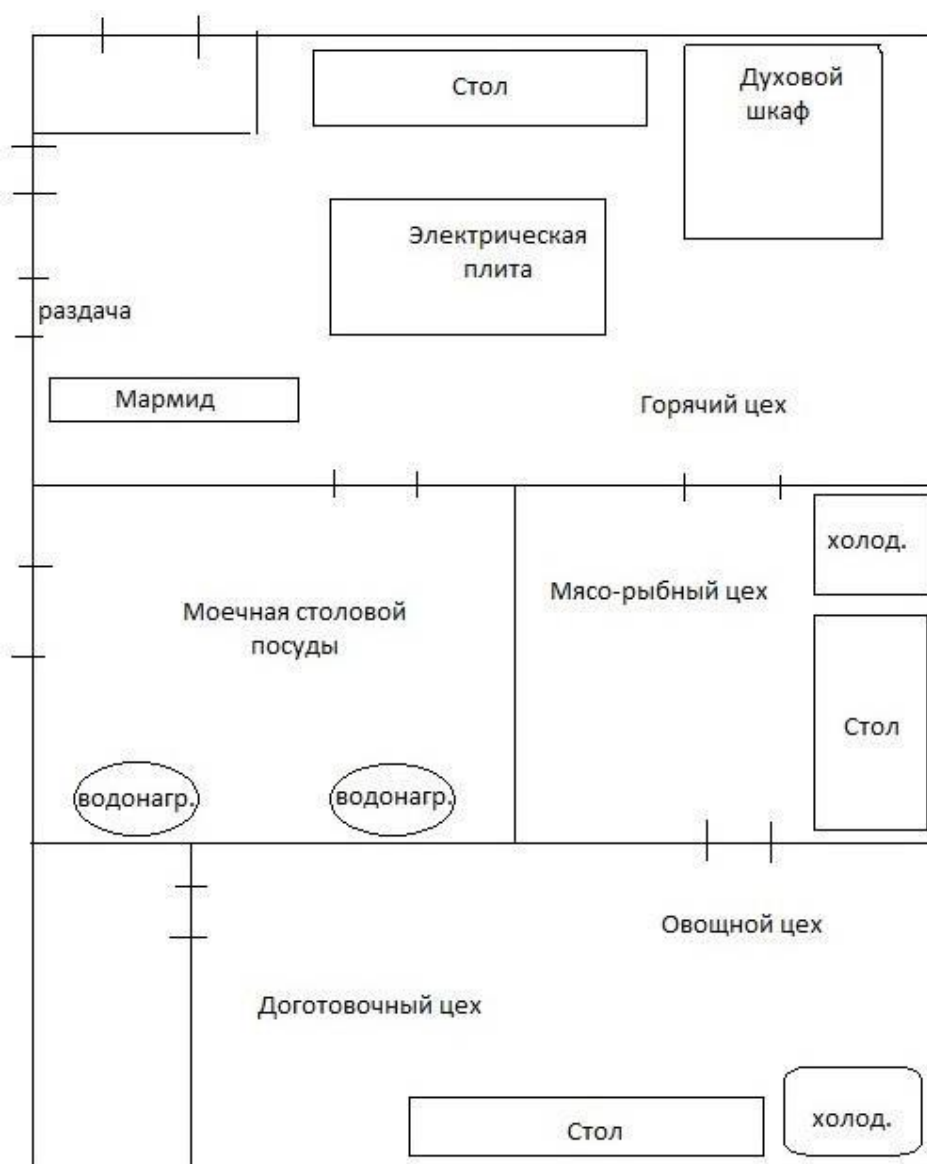 Стол
Духовой
шкаф
Электрическая
плита
раздача
Мармид
Горячий цех
холод.
Мясо-рыбный цех
Моечная столовой
посуды
Стол
водонагр.
водонагр.
Овощной цех
Доготовочный цех
Стол
холод.